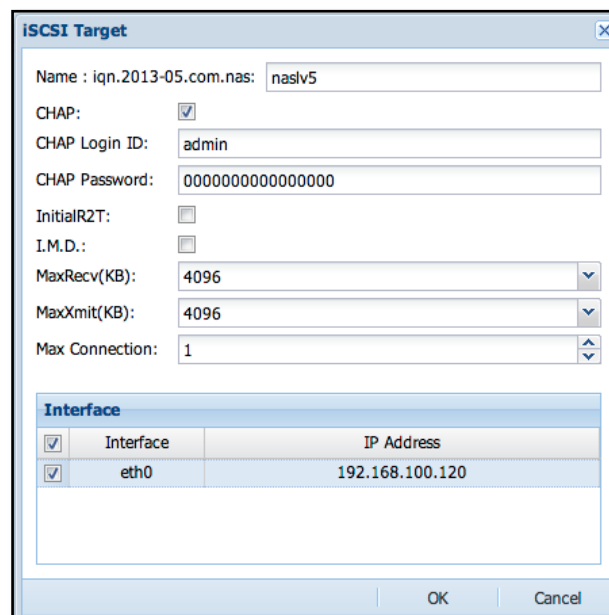 iSCSI Target
Name : iqn.2013-05.com.nas: naslv5
CHAP:
CHAP Login ID: admin
CHAP Password: 0000000000000000
InitialR2T:
I.M.D.:
MaxRecv(KB): 4096
MaxXmit(KB): 4096
Max Connection: 1
Interface
Interface IP Address
eth0 192.168.100.120
OK Cancel